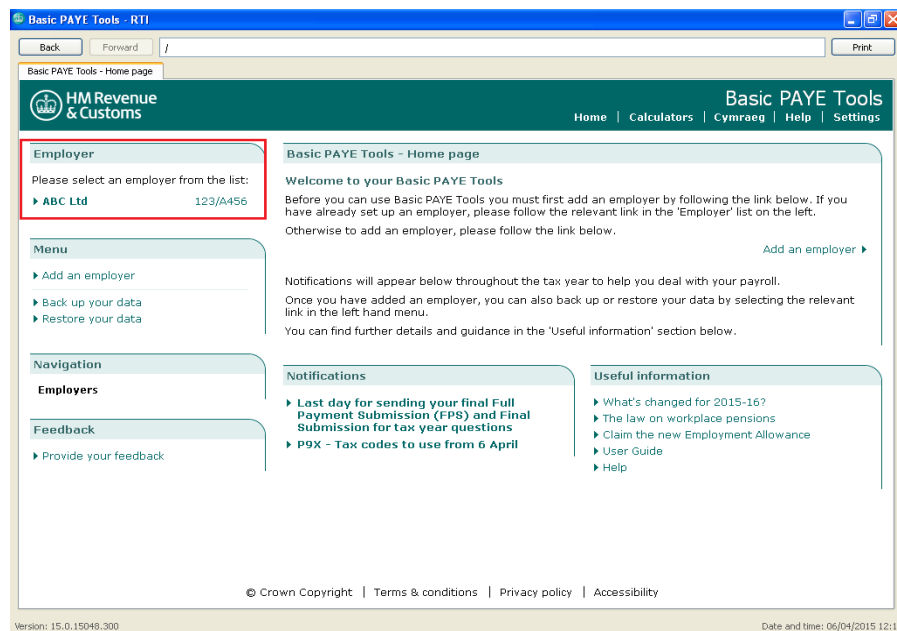 Basic PAYE Tools - RTI
Back Forward / Print
Basic PAYE Tools - Home page
HM Revenue
& Customs
Basic PAYE Tools
Home | Calculators | Cymraeg | Help | Settings
Employer
Please select an employer from the list:
ABC Ltd 123/A456
Menu
Add an employer
Back up your data
Restore your data
Navigation
Employers
Feedback
Provide your feedback
Basic PAYE Tools - Home page
Welcome to your Basic PAYE Tools
Before you can use Basic PAYE Tools you must first add an employer by following the link below. If you
have already set up an employer, please follow the relevant link in the 'Employer' list on the left.
Otherwise to add an employer, please follow the link below.
Add an employer
Notifications will appear below throughout the tax year to help you deal with your payroll.
Once you have added an employer, you can also back up or restore your data by selecting the relevant
link in the left hand menu.
You can find further details and guidance in the 'Useful information' section below.
Notifications
Last day for sending your final Full
Payment Submission (FPS) and Final
Submission for tax year questions
P9X - Tax codes to use from 6 April
Useful information
What's changed for 2015-16?
The law on workplace pensions
Claim the new Employment Allowance
User Guide
Help
© Crown Copyright | Terms & conditions | Privacy policy | Accessibility
Version: 15.0.15048.300
Date and time: 06/04/2015 12:1